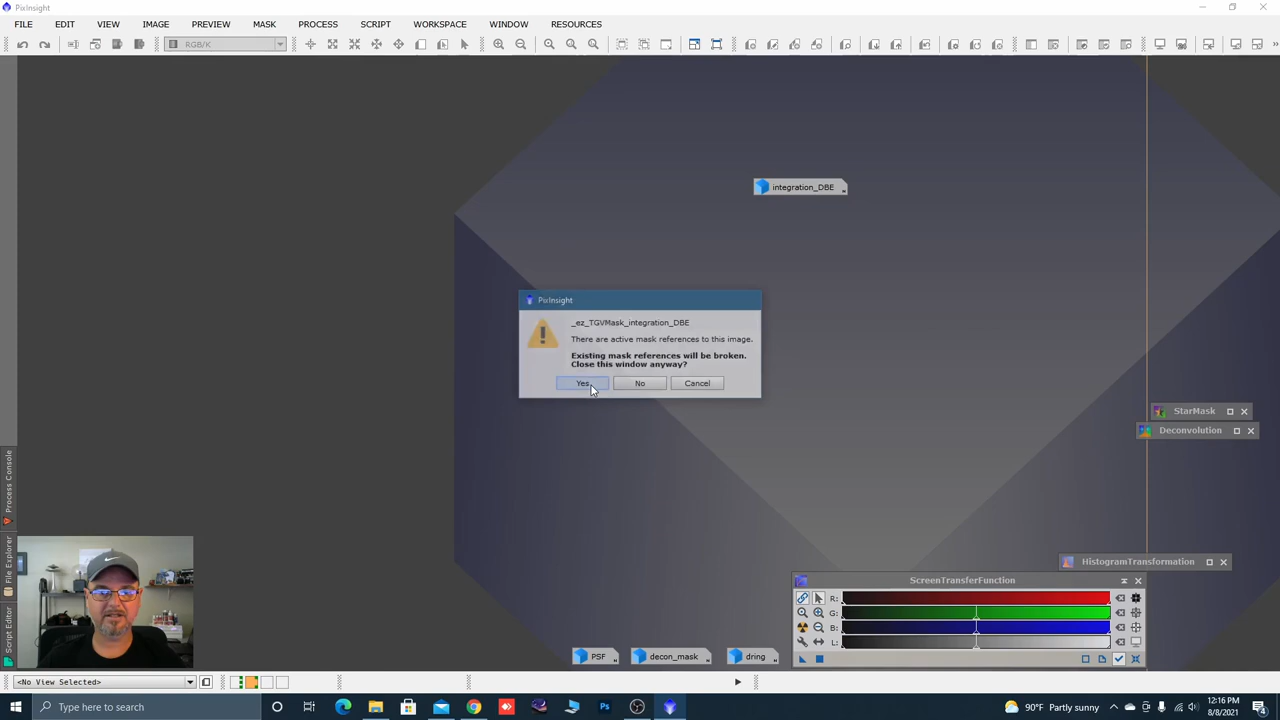 PixInsight
FILE EDIT VIEW IMAGE PREVIEW MASK PROCESS SCRIPT WORKSPACE WINDOW RESOURCES
RGB/K
integration_DBE
PixInsight
_ez_TGVMask_integration_DBE
There are active mask references to this image.
Existing mask references will be broken.
Close this window anyway?
Yes No Cancel
StarMask
Deconvolution
Process Console
File Explorer
Script Editor
HistogramTransformation
ScreenTransferFunction
R:
G:
B:
L:
PSF decon_mask dring
<No View Selected>
Type here to search
Ps
90°F Partly sunny
12:16 PM
8/8/2021
4